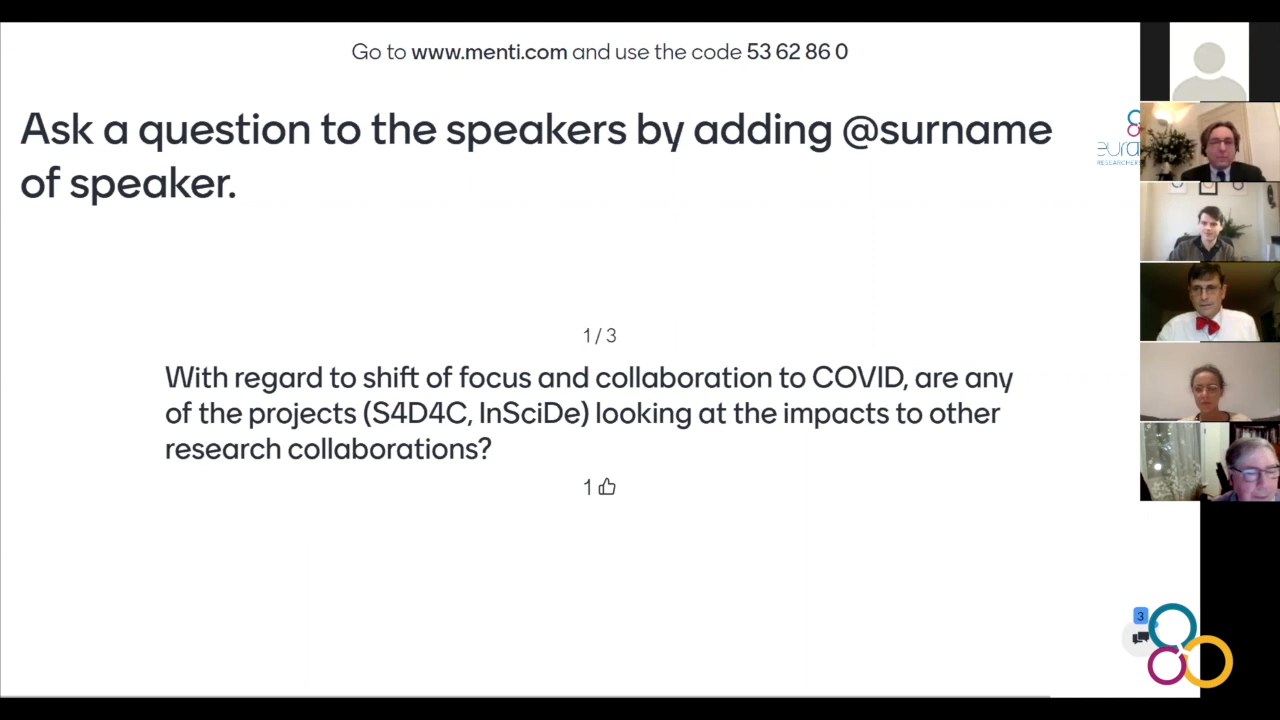 Go to www.menti.com and use the code 53 62 86 0
Ask a question to the speakers by adding @surname
of speaker.
eura
RESEARCHERS
1 / 3
With regard to shift of focus and collaboration to COVID, are any
of the projects (S4D4C, InSciDe) looking at the impacts to other
research collaborations?
1
3